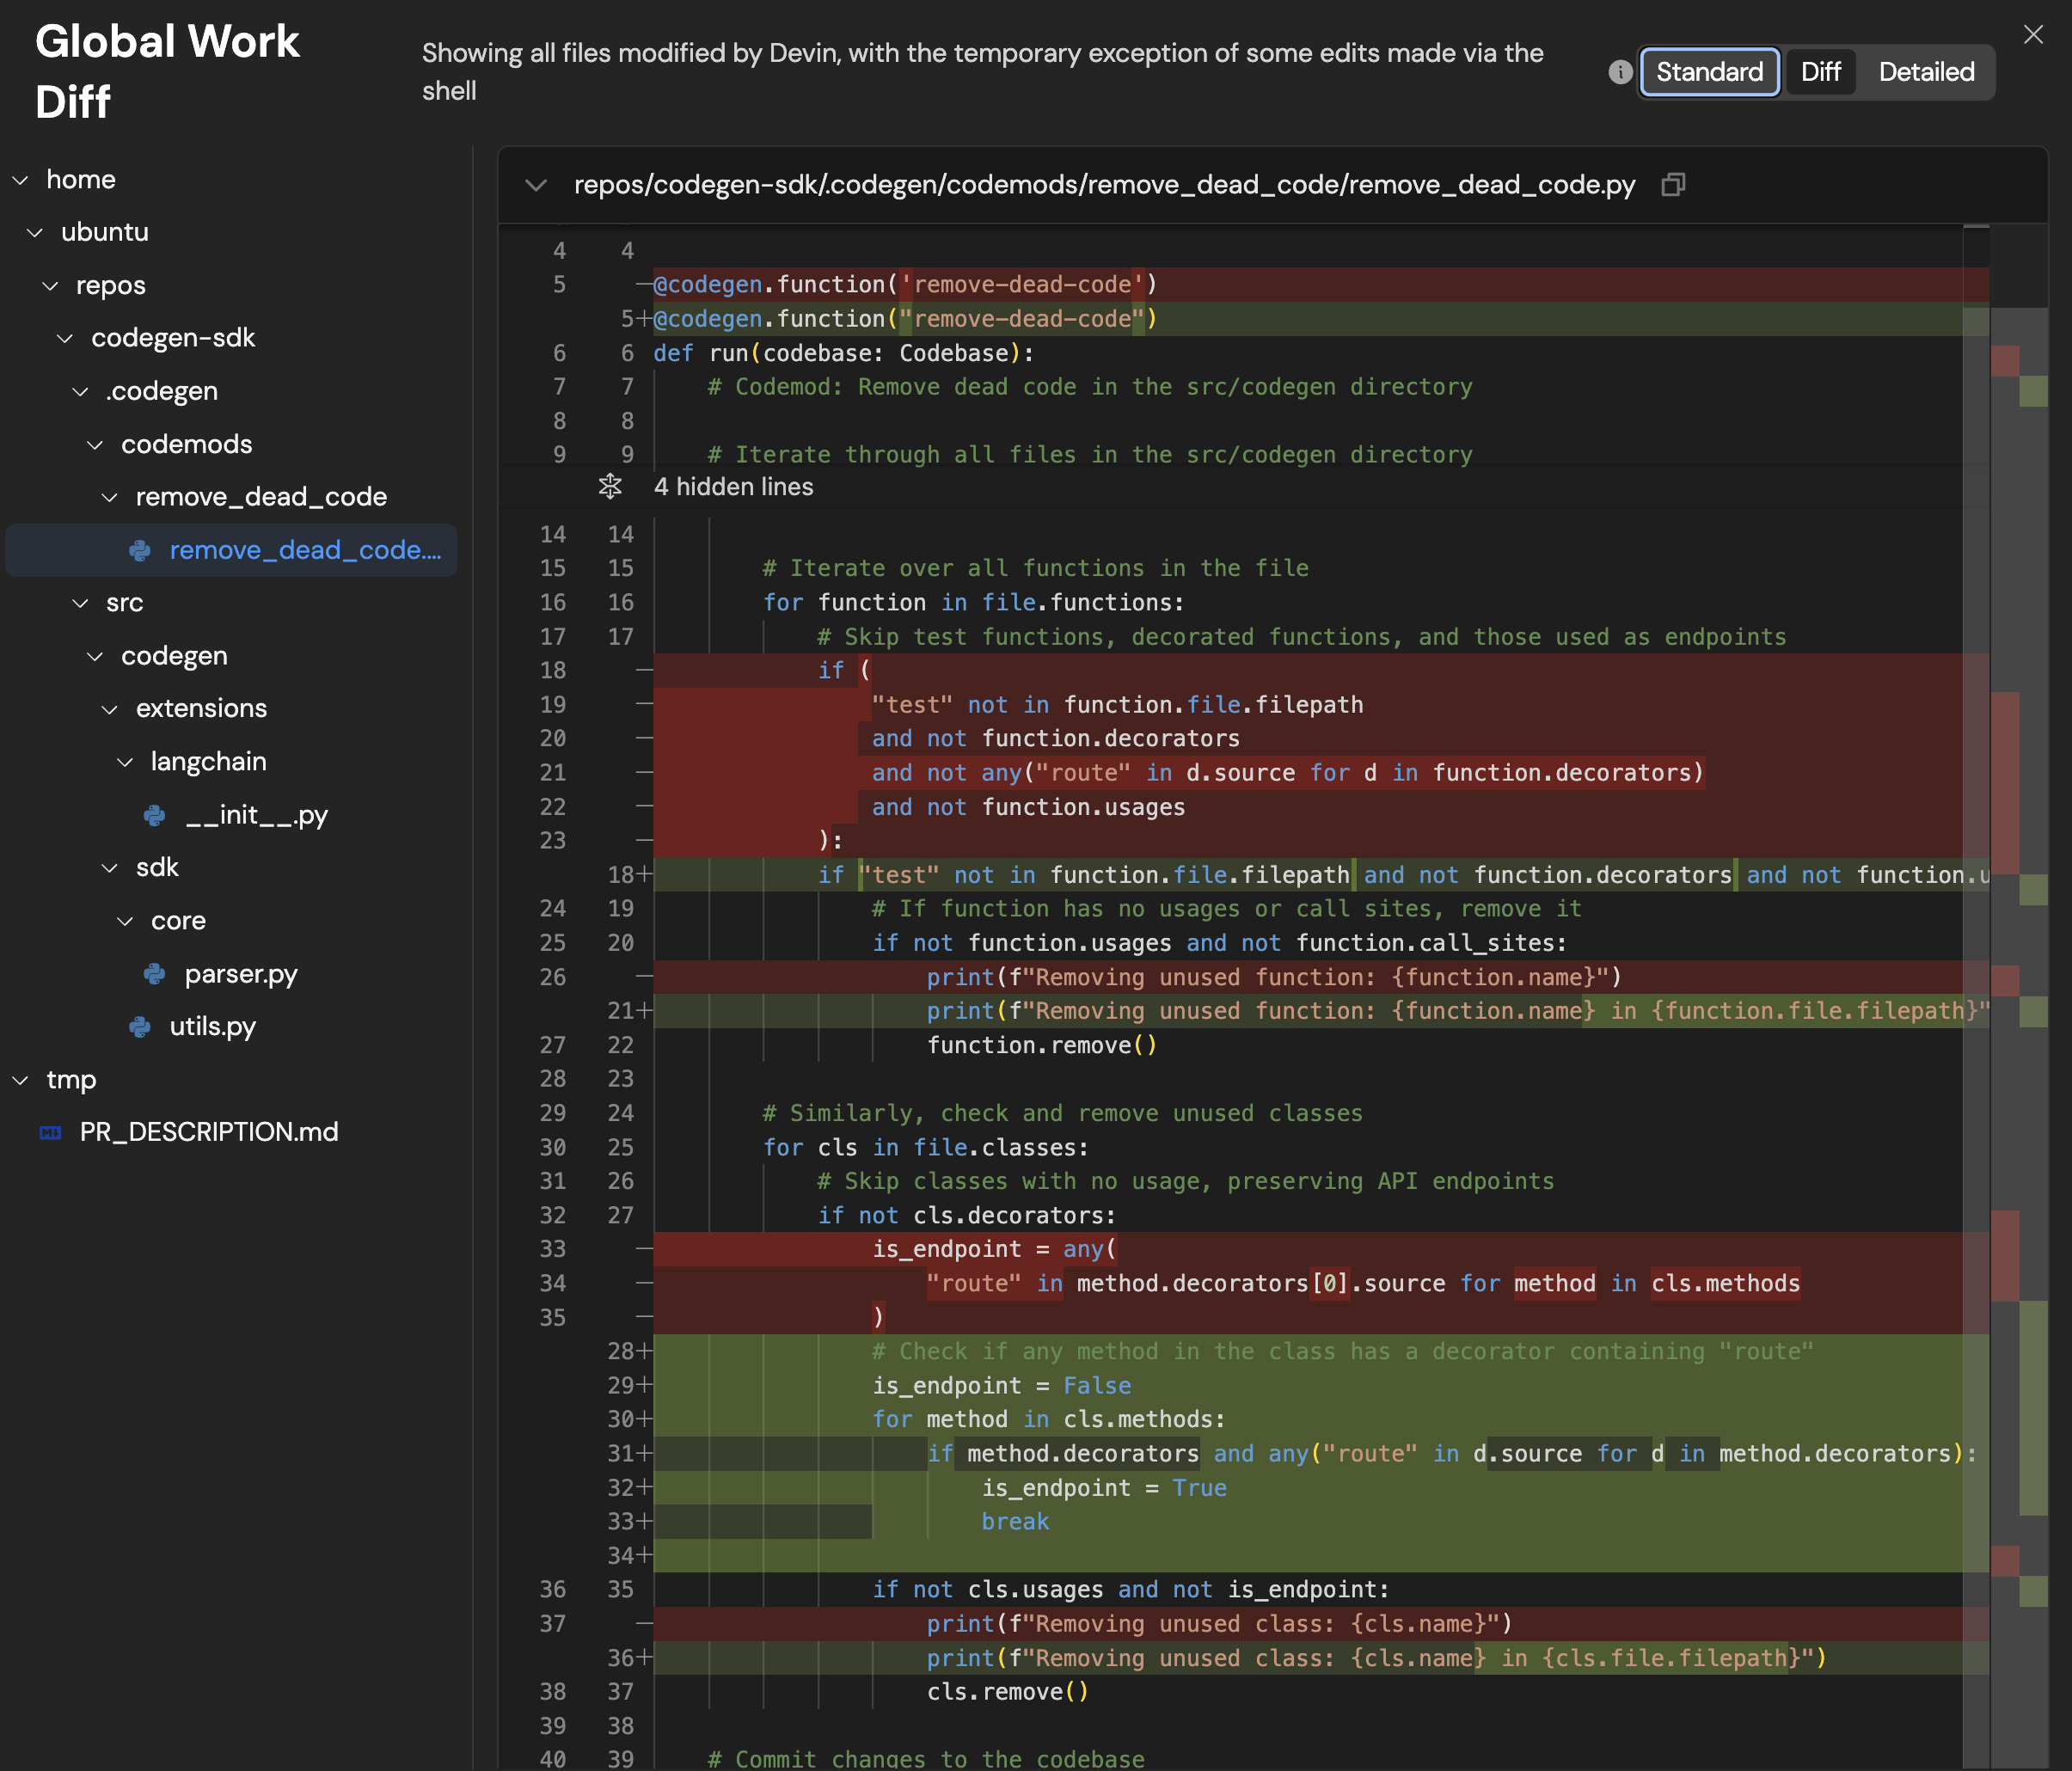 Global Work
Diff
Showing all files modified by Devin, with the temporary exception of some edits made via the
shell
Standard Diff Detailed
home
ubuntu
repos
codegen-sdk
.codegen
codemods
remove_dead_code
remove_dead_code....
src
codegen
extensions
langchain
__init__.py
sdk
core
parser.py
utils.py
tmp
PR_DESCRIPTION.md
repos/codegen-sdk/.codegen/codemods/remove_dead_code/remove_dead_code.py
4 4
5 —@codegen.function('remove-dead-code')
5+@codegen.function("remove-dead-code")
6 6 def run(codebase: Codebase):
7 7 # Codemod: Remove dead code in the src/codegen directory
8 8
9 9 # Iterate through all files in the src/codegen directory
4 hidden lines
14 14
15 15 # Iterate over all functions in the file
16 16 for function in file.functions:
17 17 # Skip test functions, decorated functions, and those used as endpoints
18 — if (
19 — "test" not in function.file.filepath
20 — and not function.decorators
21 — and not any("route" in d.source for d in function.decorators)
22 — and not function.usages
23 — ):
18+ if "test" not in function.file.filepath and not function.decorators and not function.u
24 19 # If function has no usages or call sites, remove it
25 20 if not function.usages and not function.call_sites:
26 — print(f"Removing unused function: {function.name}")
21+ print(f"Removing unused function: {function.name} in {function.file.filepath}"
27 22 function.remove()
28 23
29 24 # Similarly, check and remove unused classes
30 25 for cls in file.classes:
31 26 # Skip classes with no usage, preserving API endpoints
32 27 if not cls.decorators:
33 — is_endpoint = any(
34 — "route" in method.decorators[0].source for method in cls.methods
35 — )
28+ # Check if any method in the class has a decorator containing "route"
29+ is_endpoint = False
30+ for method in cls.methods:
31+ if method.decorators and any("route" in d.source for d in method.decorators):
32+ is_endpoint = True
33+ break
34+
36 35 if not cls.usages and not is_endpoint:
37 — print(f"Removing unused class: {cls.name}")
36+ print(f"Removing unused class: {cls.name} in {cls.file.filepath}")
38 37 cls.remove()
39 38
40 39 # Commit changes to the codebase